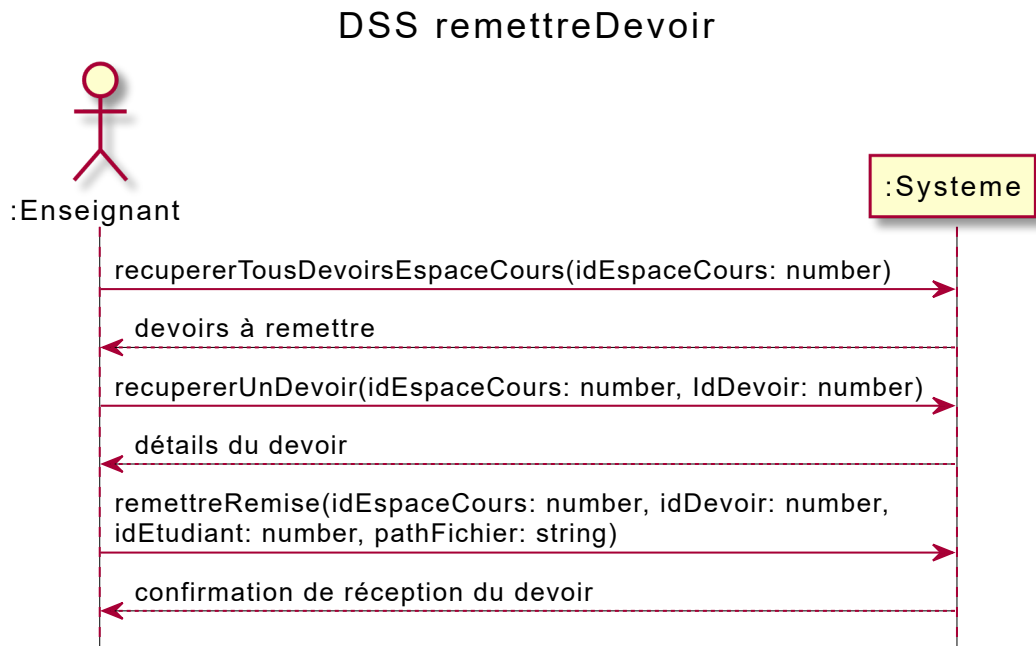 DSS remettreDevoir
:Enseignant
:Systeme
recupererTousDevoirsEspaceCours(idEspaceCours: number)
devoirs à remettre
recupererUnDevoir(idEspaceCours: number, IdDevoir: number)
détails du devoir
remettreRemise(idEspaceCours: number, idDevoir: number,
idEtudiant: number, pathFichier: string)
confirmation de réception du devoir